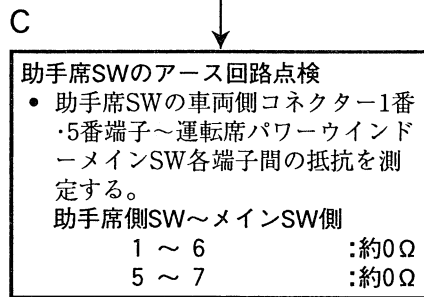 C
助手席SWのアース回路点検
• 助手席SWの車両側コネクター1番
･5番端子～運転席パワーウインド
ーメインSW各端子間の抵抗を測
定する。
助手席側SW～メインSW側
1 ～ 6 :約0Ω
5 ～ 7 :約0Ω